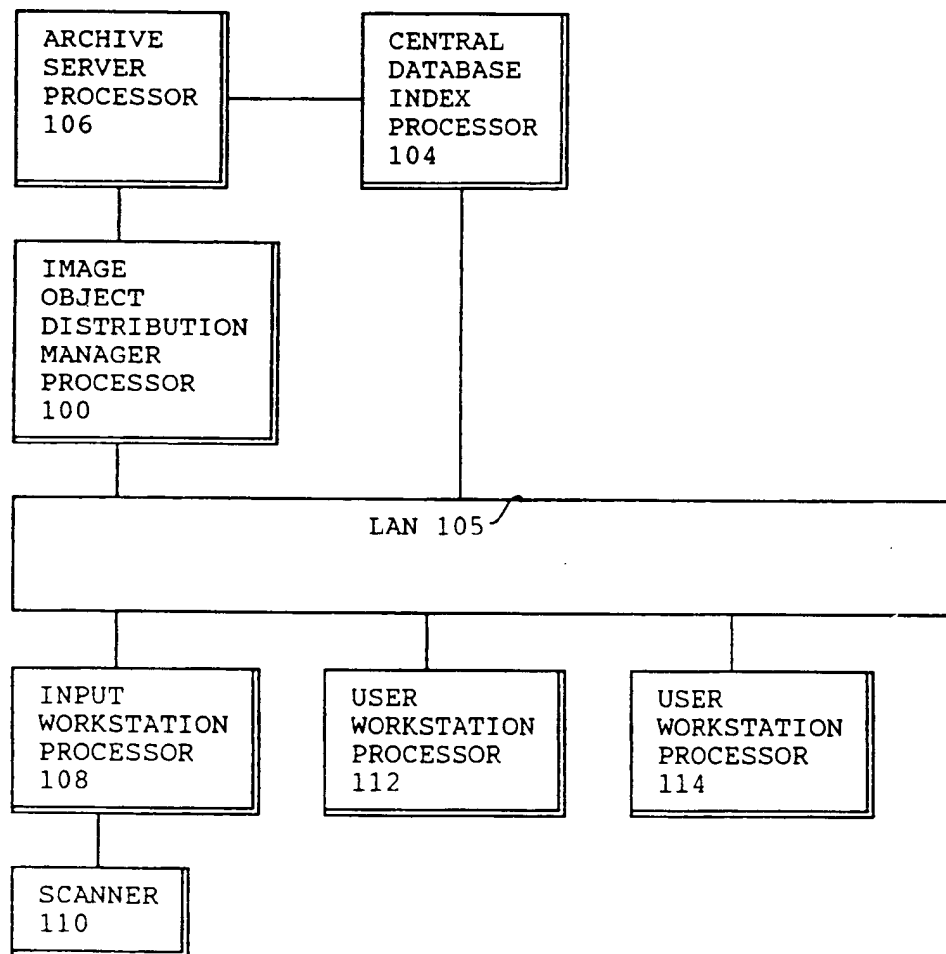 ARCHIVE
SERVER
PROCESSOR
106
CENTRAL
DATABASE
INDEX
PROCESSOR
104
IMAGE
OBJECT
DISTRIBUTION
MANAGER
PROCESSOR
100
LAN 105
INPUT
WORKSTATION
PROCESSOR
108
USER
WORKSTATION
PROCESSOR
112
USER
WORKSTATION
PROCESSOR
114
SCANNER
110